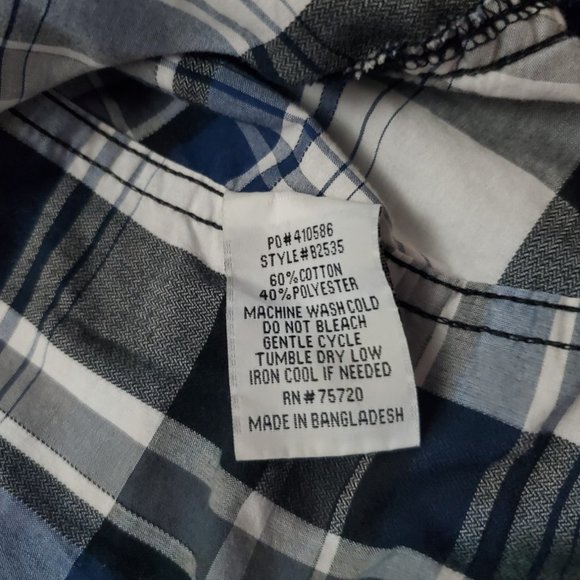 PO#410586
STYLE#B2535
60%COTTON
40%POLYESTER
MACHINE WASH COLD
DO NOT BLEACH
GENTLE CYCLE
TUMBLE DRY LOW
IRON COOL IF NEEDED
RN#75720
MADE IN BANGLADESH